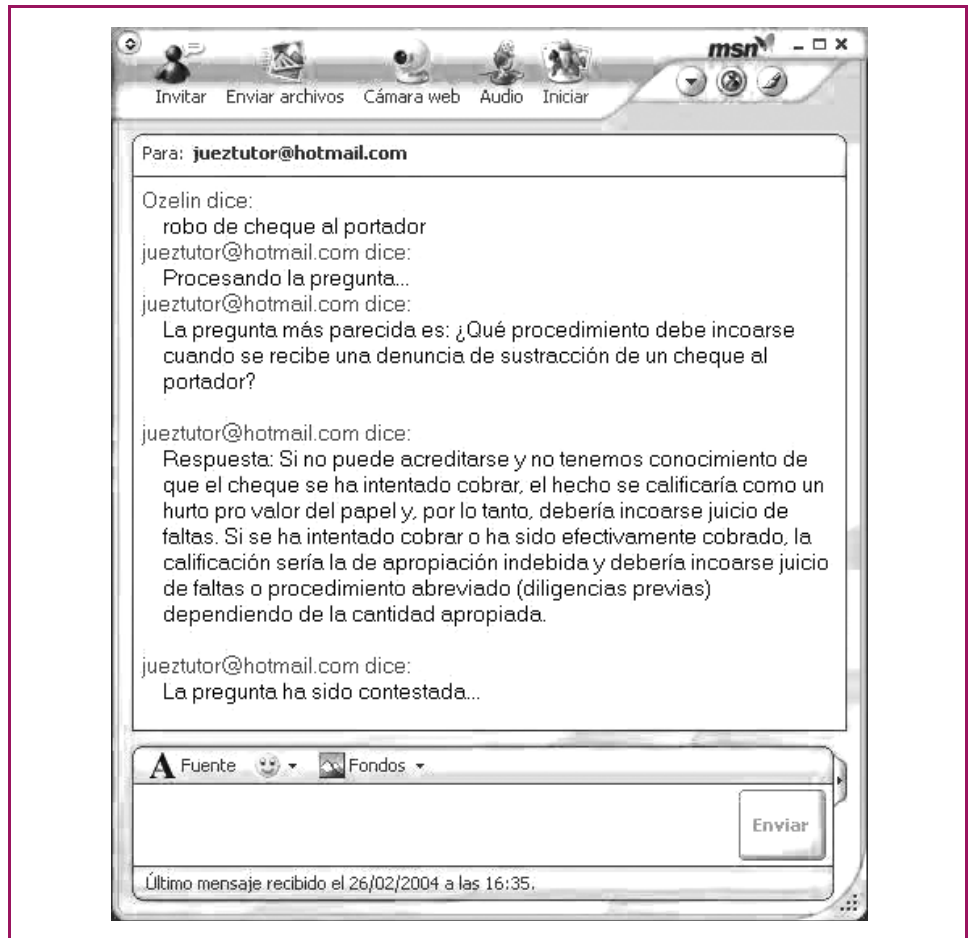 msn
Invitar Enviar archivos Cámara web Audio Iniciar
Para: jueztutor@hotmail.com
Ozelin dice:
robo de cheque al portador
jueztutor@hotmail.com dice:
Procesando la pregunta...
jueztutor@hotmail.com dice:
La pregunta más parecida es: ¿Qué procedimiento debe incoarse
cuando se recibe una denuncia de sustracción de un cheque al
portador?
jueztutor@hotmail.com dice:
Respuesta: Si no puede acreditarse y no tenemos conocimiento de
que el cheque se ha intentado cobrar, el hecho se calificaría como un
hurto pro valor del papel y, por lo tanto, debería incoarse juicio de
faltas. Si se ha intentado cobrar o ha sido efectivamente cobrado, la
calificación sería la de apropiación indebida y debería incoarse juicio
de faltas o procedimiento abreviado (diligencias previas)
dependiendo de la cantidad apropiada.
jueztutor@hotmail.com dice:
La pregunta ha sido contestada...
A Fuente Fondos
Enviar
Último mensaje recibido el 26/02/2004 a las 16:35.